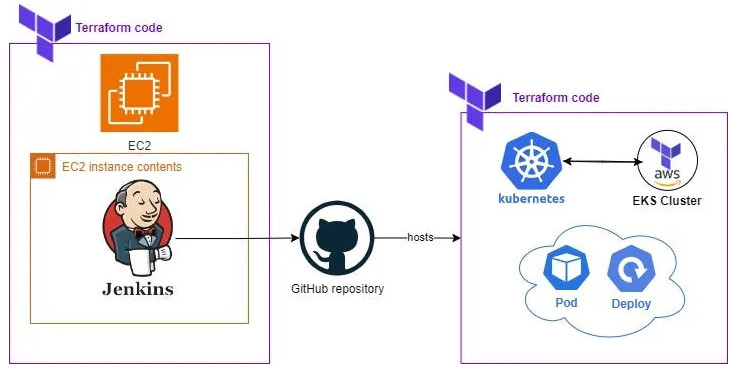 Terraform code
EC2
EC2 instance contents
Jenkins
GitHub repository
hosts
Terraform code
kubernetes
aws
EKS Cluster
Pod
Deploy